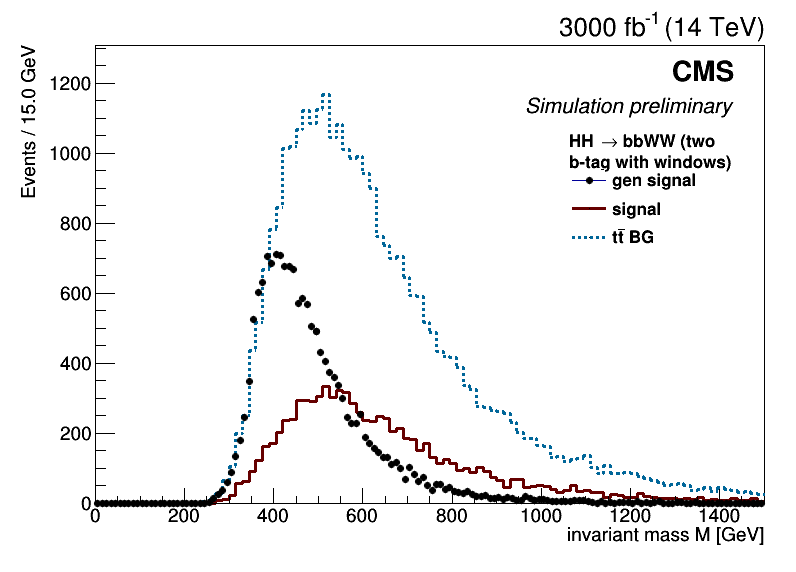 3000 fb-1 (14 TeV)
CMS
Simulation preliminary
HH → bbWW (two
b-tag with windows)
gen signal
signal
tt̄ BG
Events / 15.0 GeV
1200
1000
800
600
400
200
0
0 200 400 600 800 1000 1200 1400
invariant mass M [GeV]